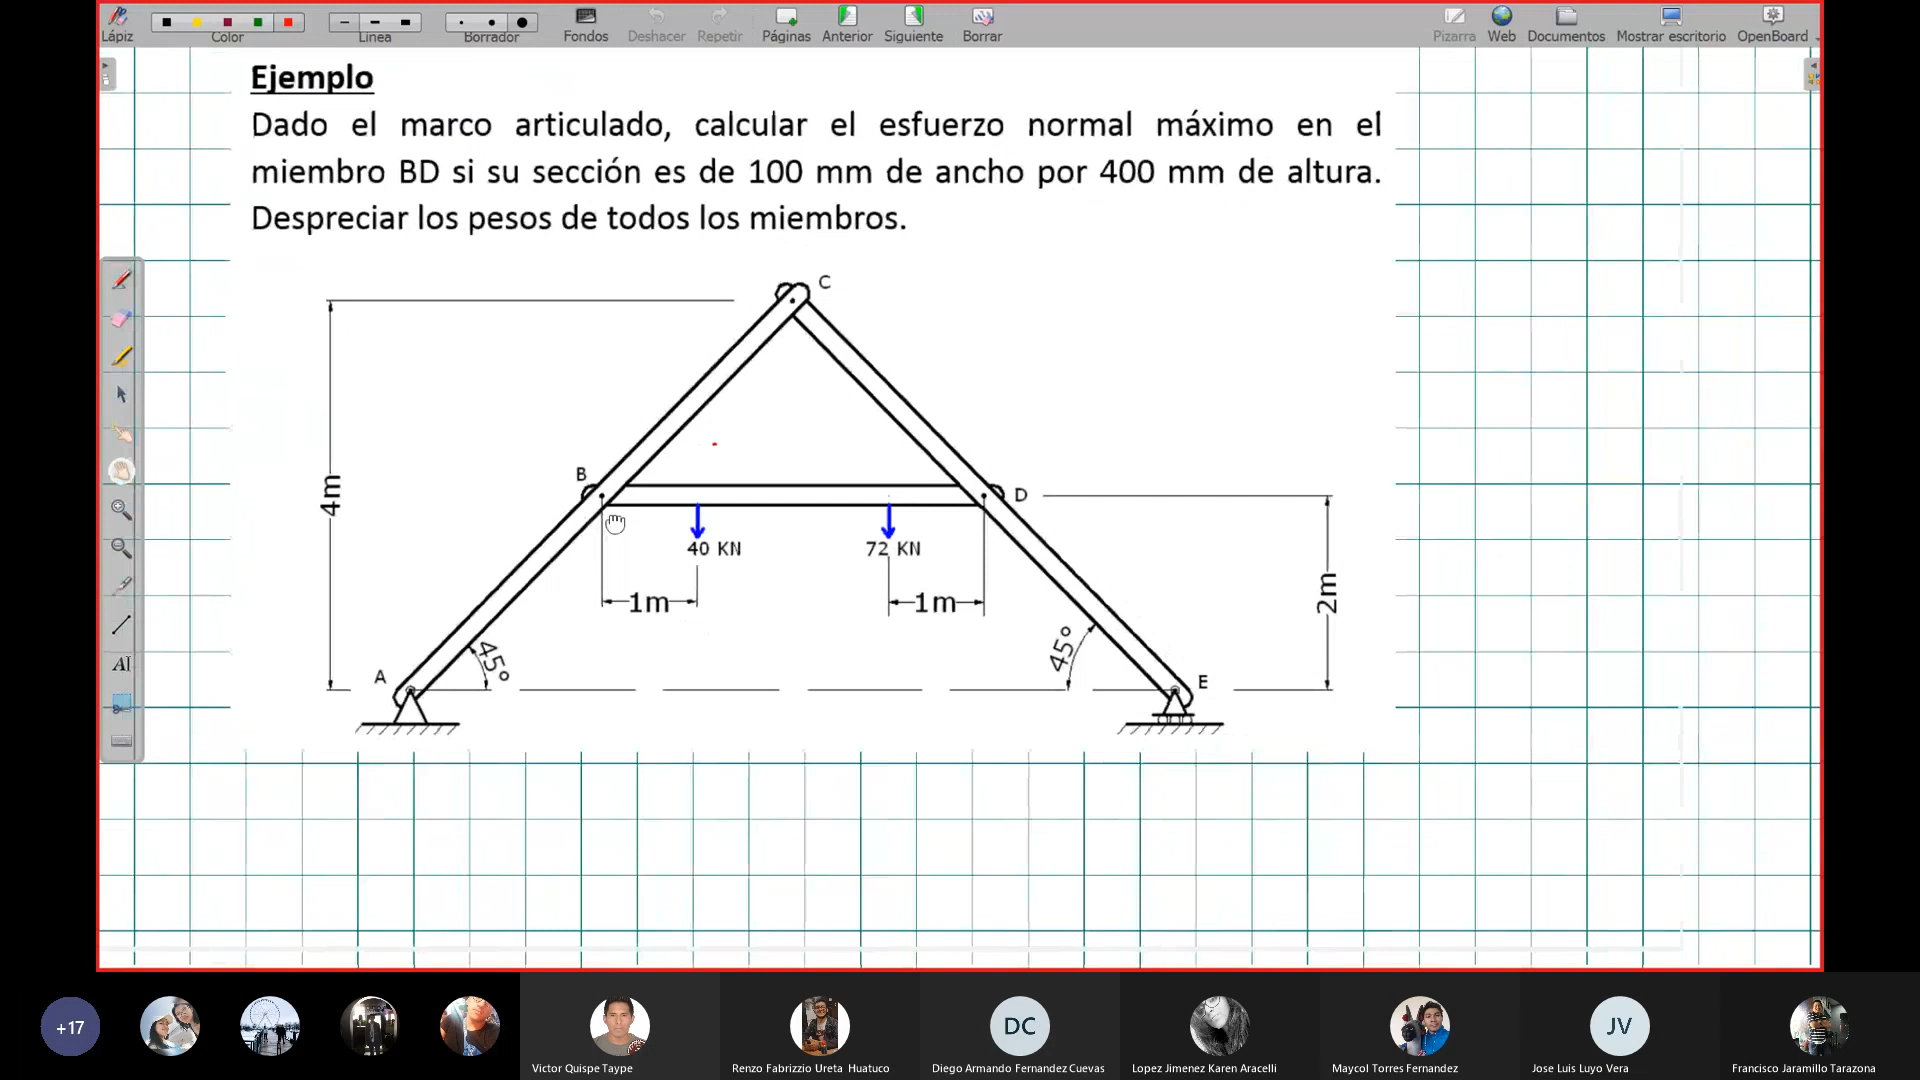 Lápiz
Color
Línea
Borrador
Fondos
Deshacer
Repetir
Páginas
Anterior
Siguiente
Borrar
Pizarra
Web
Documentos
Mostrar escritorio
OpenBoard
Ejemplo
Dado el marco articulado, calcular el esfuerzo normal máximo en el
miembro BD si su sección es de 100 mm de ancho por 400 mm de altura.
Despreciar los pesos de todos los miembros.
C
4m
B
D
40 KN
72 KN
1m
1m
2m
45°
45°
A
E
AI
+17
Victor Quispe Taype
Renzo Fabrizzio Ureta Huatuco
DC
Diego Armando Fernandez Cuevas
Lopez Jimenez Karen Aracelli
Maycol Torres Fernandez
JV
Jose Luis Luyo Vera
Francisco Jaramillo Tarazona